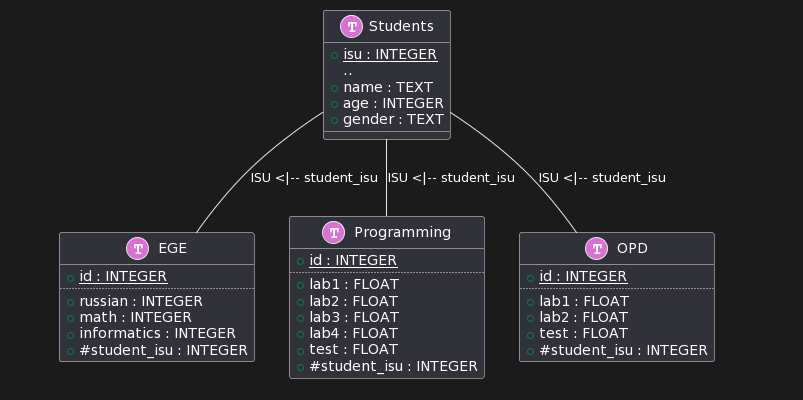 T Students
isu : INTEGER
..
name : TEXT
age : INTEGER
gender : TEXT
ISU <|-- student_isu
ISU <|-- student_isu
ISU <|-- student_isu
T EGE
id : INTEGER
russian : INTEGER
math : INTEGER
informatics : INTEGER
#student_isu : INTEGER
T Programming
id : INTEGER
lab1 : FLOAT
lab2 : FLOAT
lab3 : FLOAT
lab4 : FLOAT
test : FLOAT
#student_isu : INTEGER
T OPD
id : INTEGER
lab1 : FLOAT
lab2 : FLOAT
test : FLOAT
#student_isu : INTEGER